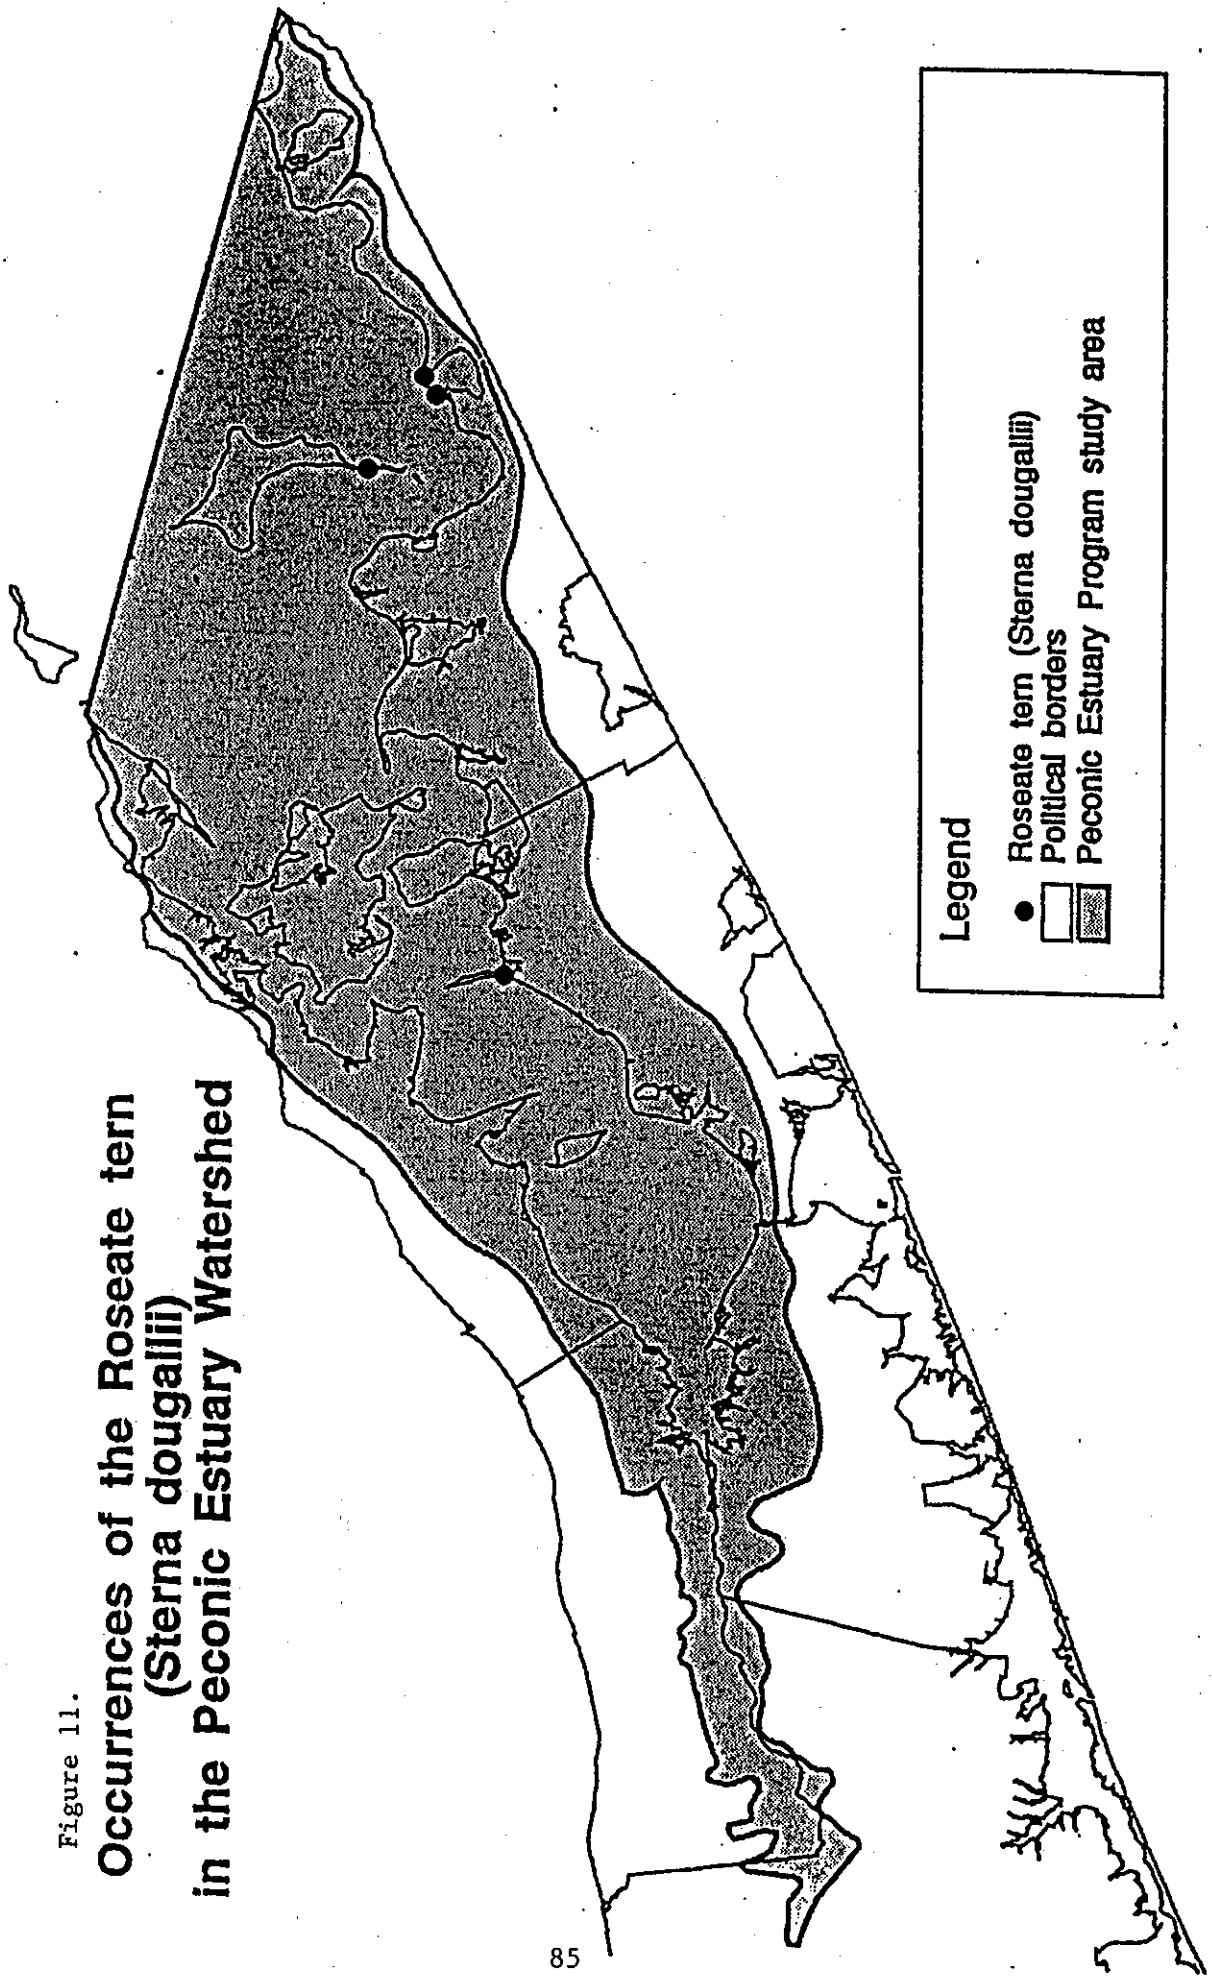 Figure 11.
Occurrences of the Roseate tern
(Sterna dougallii)
in the Peconic Estuary Watershed
Legend
Roseate tern (Sterna dougallii)
Political borders
Peconic Estuary Program study area
85